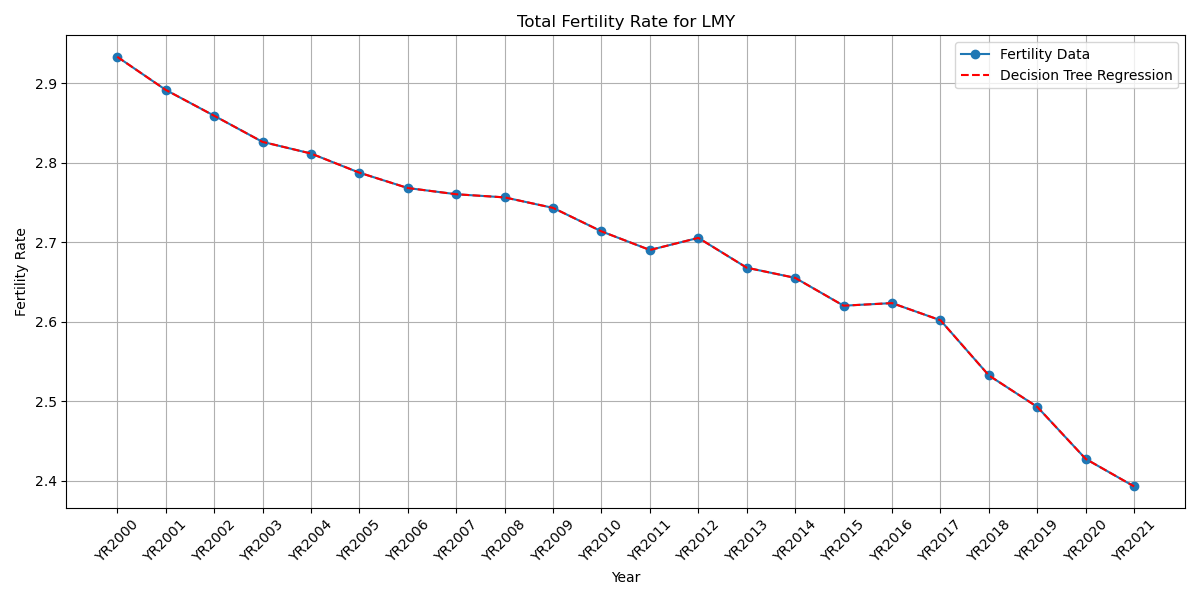 Total Fertility Rate for LMY
Fertility Data
Decision Tree Regression
Fertility Rate
2.9
2.8
2.7
2.6
2.5
2.4
YR2000
YR2001
YR2002
YR2003
YR2004
YR2005
YR2006
YR2007
YR2008
YR2009
YR2010
YR2011
YR2012
YR2013
YR2014
YR2015
YR2016
YR2017
YR2018
YR2019
YR2020
YR2021
Year